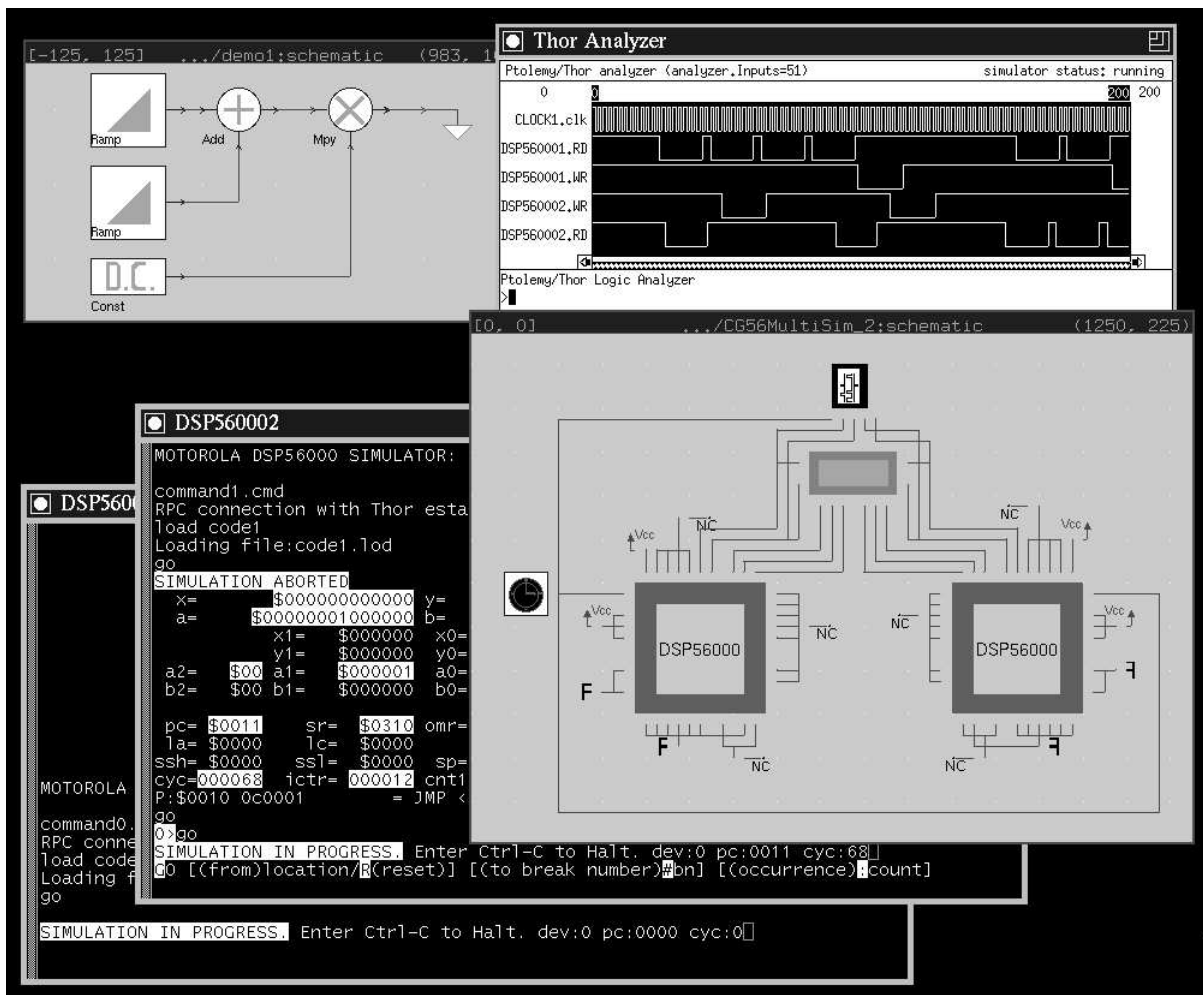 [-125, 125] .../demo1:schematic (983, 1
Ramp
Add
Mpy
Ramp
D.C.
Const
Thor Analyzer
Ptolemy/Thor analyzer (analyzer.Inputs=51) simulator status: running
0 0 200 200
CLOCK1.clk
DSP560001.RD
DSP560001.WR
DSP560002.WR
DSP560002.RD
Ptolemy/Thor Logic Analyzer
>
[0, 0] .../CG56MultiSim_2:schematic (1250, 225)
NC NC
Vcc Vcc
Vcc Vcc
NC NC
DSP56000 DSP56000
F F
F F
NC NC
DSP560002
MOTOROLA DSP56000 SIMULATOR:
command1.cmd
RPC connection with Thor esta
load code1
Loading file:code1.lod
go
SIMULATION ABORTED
x= $000000000000 y=
a= $00000001000000 b=
x1= $000000 x0=
y1= $000000 y0=
a2= $00 a1= $000001 a0=
b2= $00 b1= $000000 b0=
pc= $0011 sr= $0310 omr=
la= $0000 lc= $0000
ssh= $0000 ssl= $0000 sp=
cyc=000068 ictr= 000012 cnt1
P:$0010 0c0001 = JMP <
go
0>go
SIMULATION IN PROGRESS. Enter Ctrl-C to Halt. dev:0 pc:0011 cyc:68
GO [(from)location/R(reset)] [(to break number)#bn] [(occurrence):count]
DSP560
MOTOROLA
command0.
RPC conne
load code
Loading f
go
SIMULATION IN PROGRESS. Enter Ctrl-C to Halt. dev:0 pc:0000 cyc:0